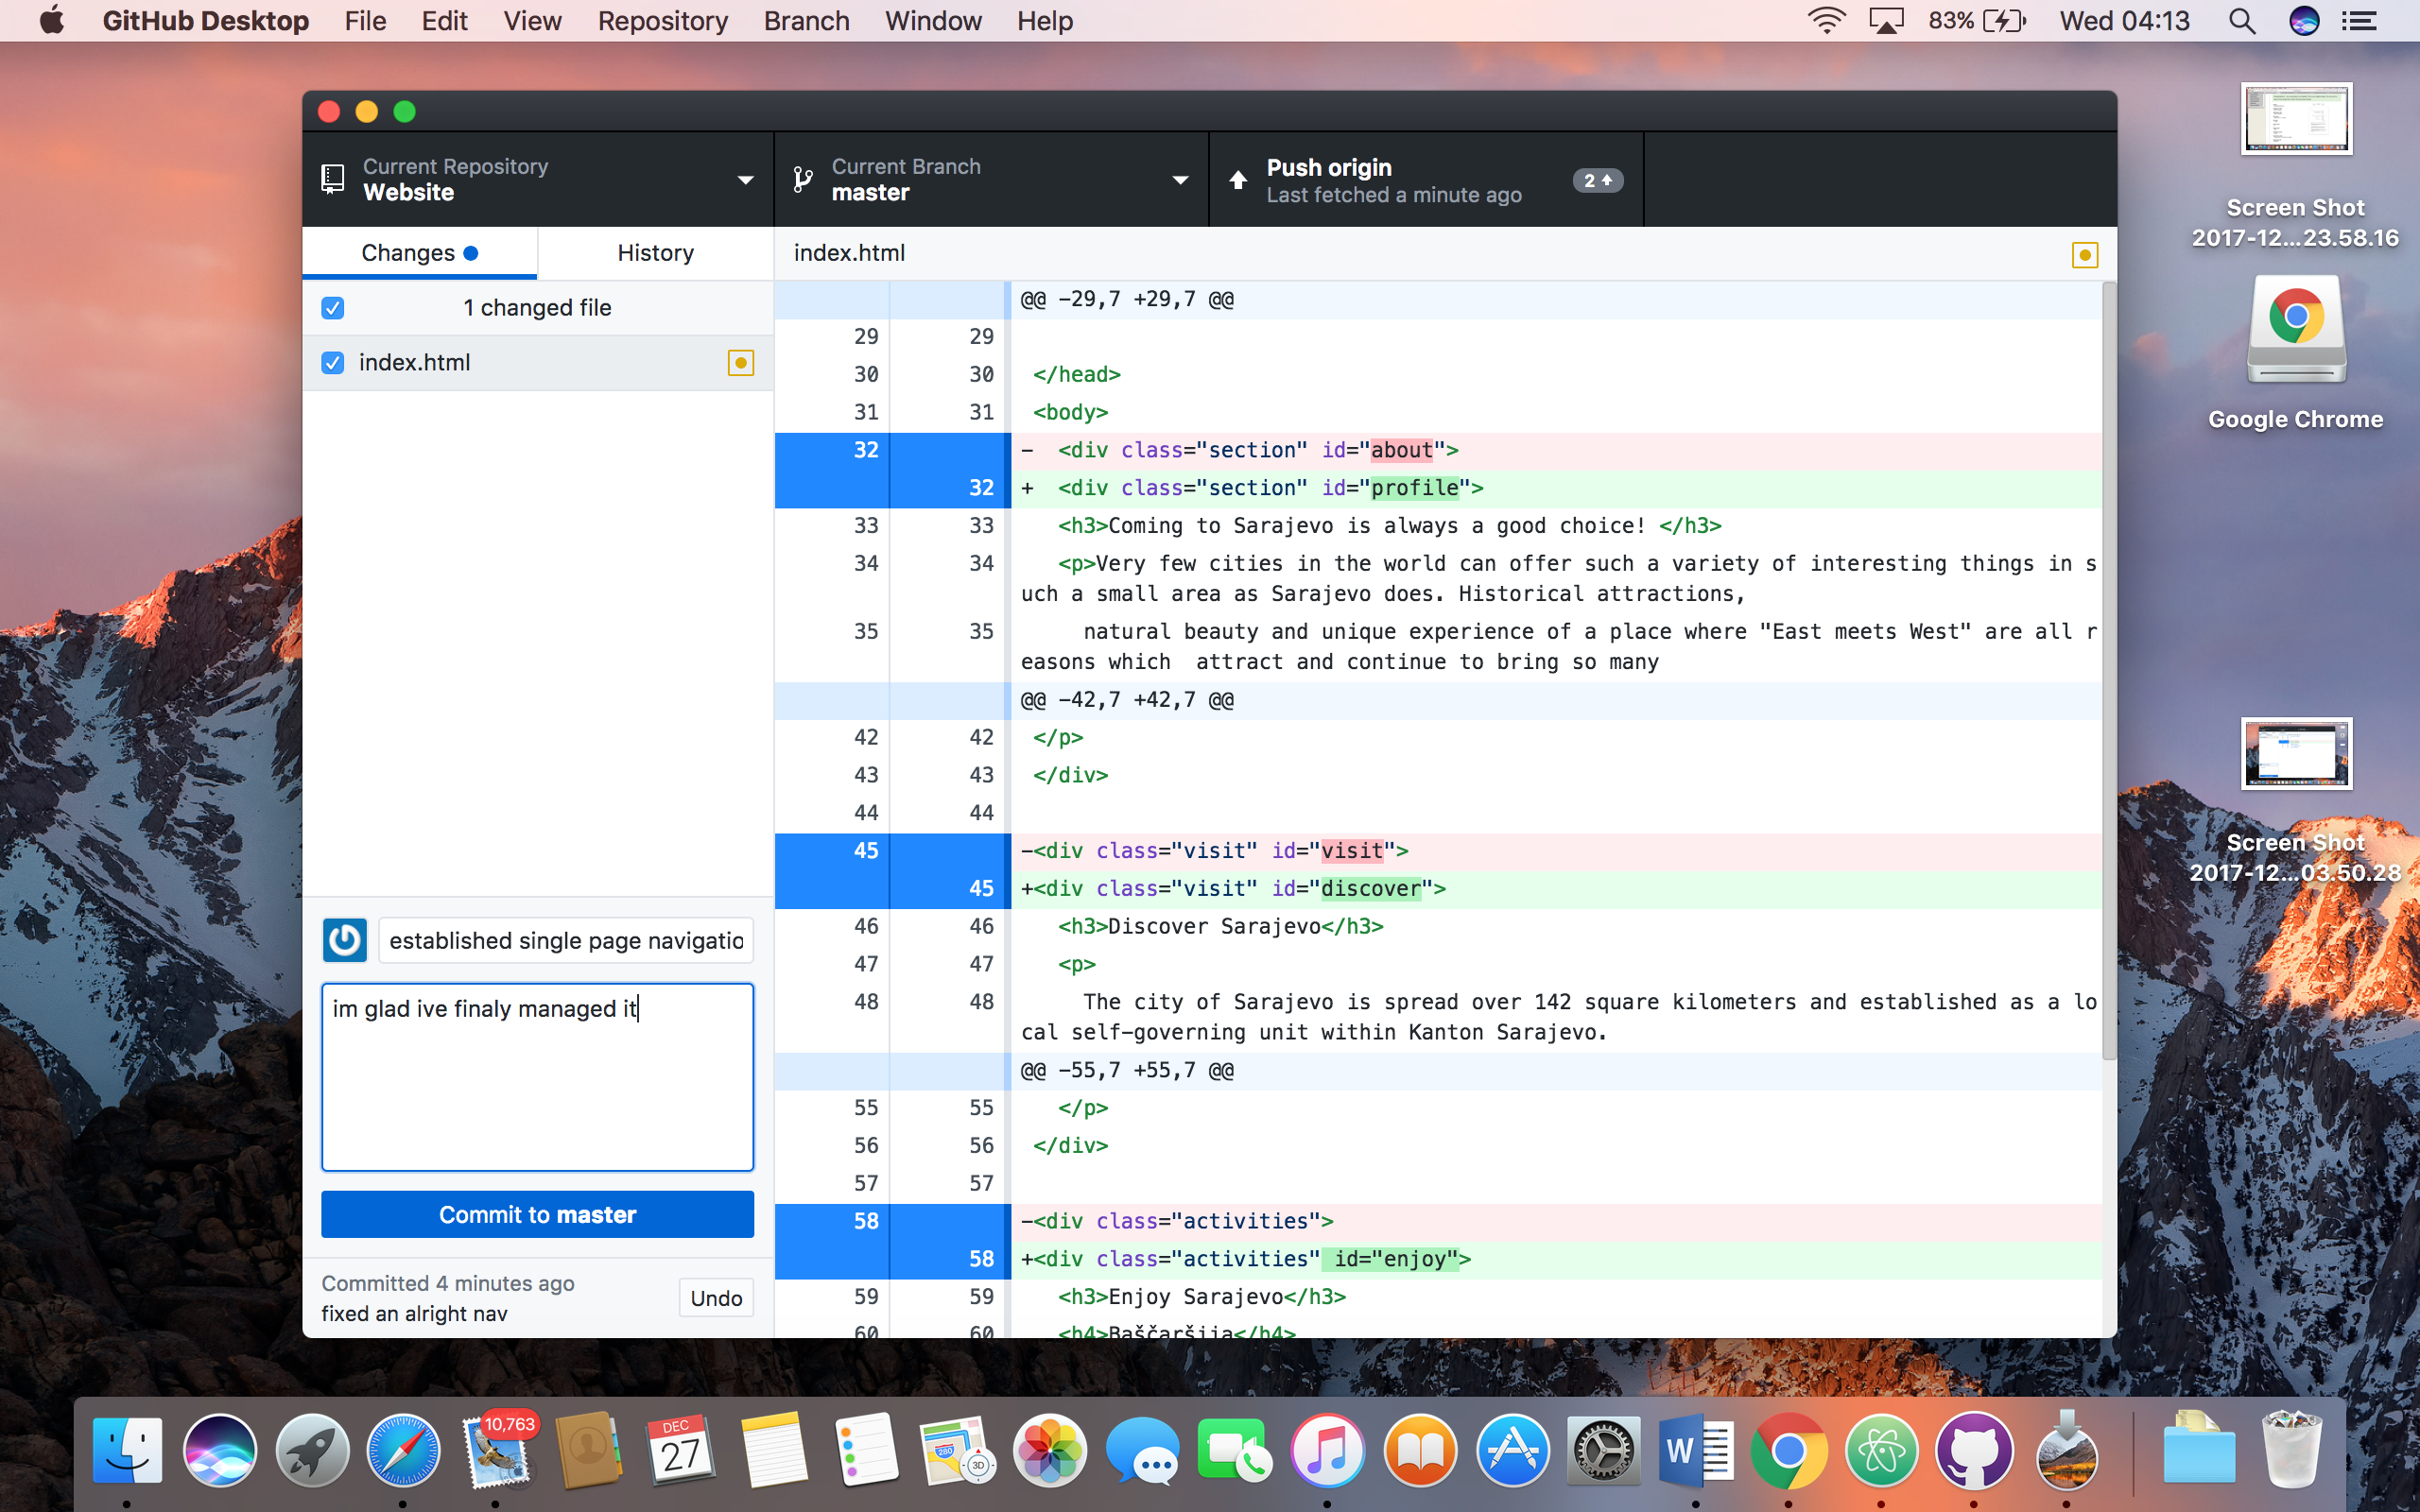 GitHub Desktop File Edit View Repository Branch Window Help 83% Wed 04:13
Current Repository
Website
Current Branch
master
Push origin
Last fetched a minute ago
2
Changes History
1 changed file
index.html
index.html
@@ -29,7 +29,7 @@
29 29
30 30 </head>
31 31 <body>
32 - <div class="section" id="about">
32 + <div class="section" id="profile">
33 33 <h3>Coming to Sarajevo is always a good choice! </h3>
34 34 <p>Very few cities in the world can offer such a variety of interesting things in s
uch a small area as Sarajevo does. Historical attractions,
35 35 natural beauty and unique experience of a place where "East meets West" are all r
easons which  attract and continue to bring so many
@@ -42,7 +42,7 @@
42 42 </p>
43 43 </div>
44 44
45 -<div class="visit" id="visit">
45 +<div class="visit" id="discover">
46 46 <h3>Discover Sarajevo</h3>
47 47 <p>
48 48 The city of Sarajevo is spread over 142 square kilometers and established as a lo
cal self-governing unit within Kanton Sarajevo.
@@ -55,7 +55,7 @@
55 55 </p>
56 56 </div>
57 57
58 -<div class="activities">
58 +<div class="activities" id="enjoy">
59 59 <h3>Enjoy Sarajevo</h3>
60 60 <h4>Baščaršija</h4>
established single page navigatio
im glad ive finaly managed it
Commit to master
Committed 4 minutes ago
fixed an alright nav
Undo
Screen Shot
2017-12...23.58.16
Google Chrome
Screen Shot
2017-12...03.50.28
10,763
DEC
27
280
3D
W